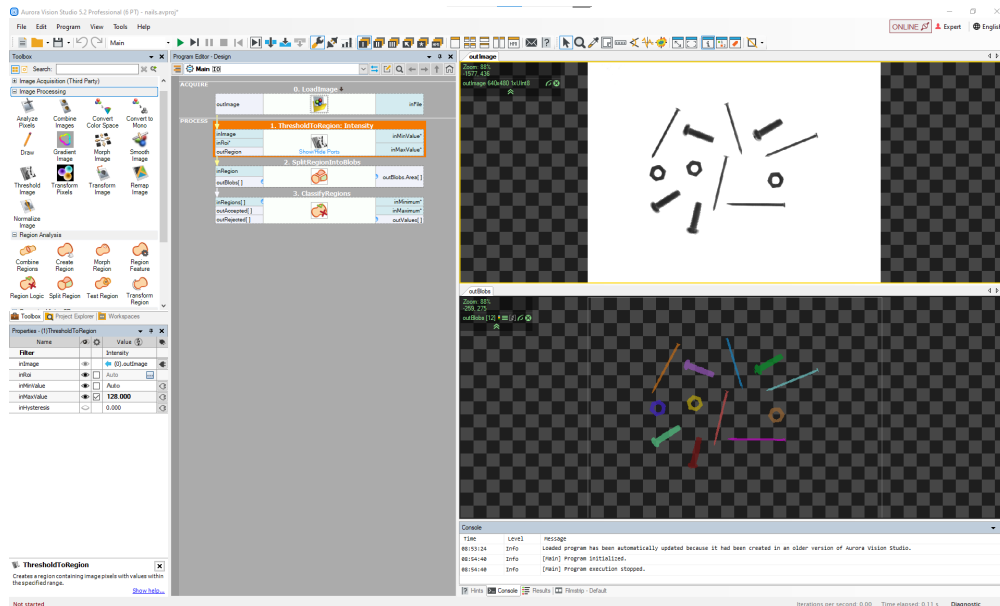 Aurora Vision Studio 5.2 Professional (6 PT) - nails.avproj*
File Edit Program View Tools Help
ONLINE Expert English
Main
Toolbox
Search:
Image Acquisition (Third Party)
Image Processing
Analyze Pixels
Combine Images
Convert Color Space
Convert to Mono
Draw
Gradient Image
Morph Image
Smooth Image
Threshold Image
Transform Pixels
Transform Image
Remap Image
Normalize Image
Region Analysis
Combine Regions
Create Region
Morph Region
Region Feature
Region Logic
Split Region
Test Region
Transform Region
Toolbox Project Explorer Workspaces
Properties - (1)ThresholdToRegion
Name Value
Filter Intensity
inImage (0).outImage
inRoi Auto
inMinValue Auto
inMaxValue 128.000
inHysteresis 0.000
ThresholdToRegion
Creates a region containing image pixels with values within the specified range.
Show help...
Not started
Program Editor - Design
Main
ACQUIRE
0. LoadImage
outImage inFile
PROCESS
1. ThresholdToRegion: Intensity
inImage inMinValue*
inRoi*
outRegion inMaxValue*
Show/Hide Ports
2. SplitRegionIntoBlobs
inRegion outBlobs.Area[ ]
outBlobs[ ]
3. ClassifyRegions
inRegions[ ] inMinimum*
outAccepted[ ] inMaximum*
outRejected[ ] outValues[ ]
outImage
Zoom: 88%
-1577, 436
outImage 640x480 1xUInt8
outBlobs
Zoom: 88%
-259, 275
outBlobs [12]
Console
Time Level Message
08:53:24 Info Loaded program has been automatically updated because it had been created in an older version of Aurora Vision Studio.
08:54:40 Info [Main] Program initialized.
08:54:40 Info [Main] Program execution stopped.
Hints Console Results Filmstrip - Default
Iterations per second: 0.00 Time elapsed: 0.11 s Diagnostic